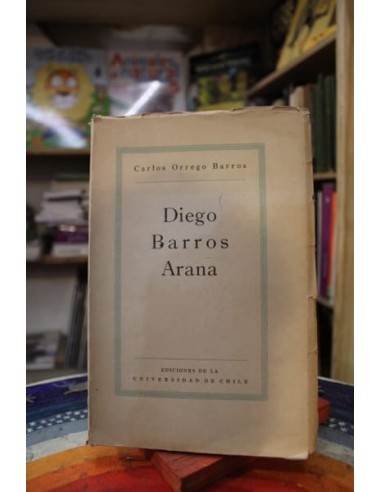 Carlos Orrego Barros
Diego
Barros
Arana
EDICIONES DE LA
UNIVERSIDAD DE CHILE